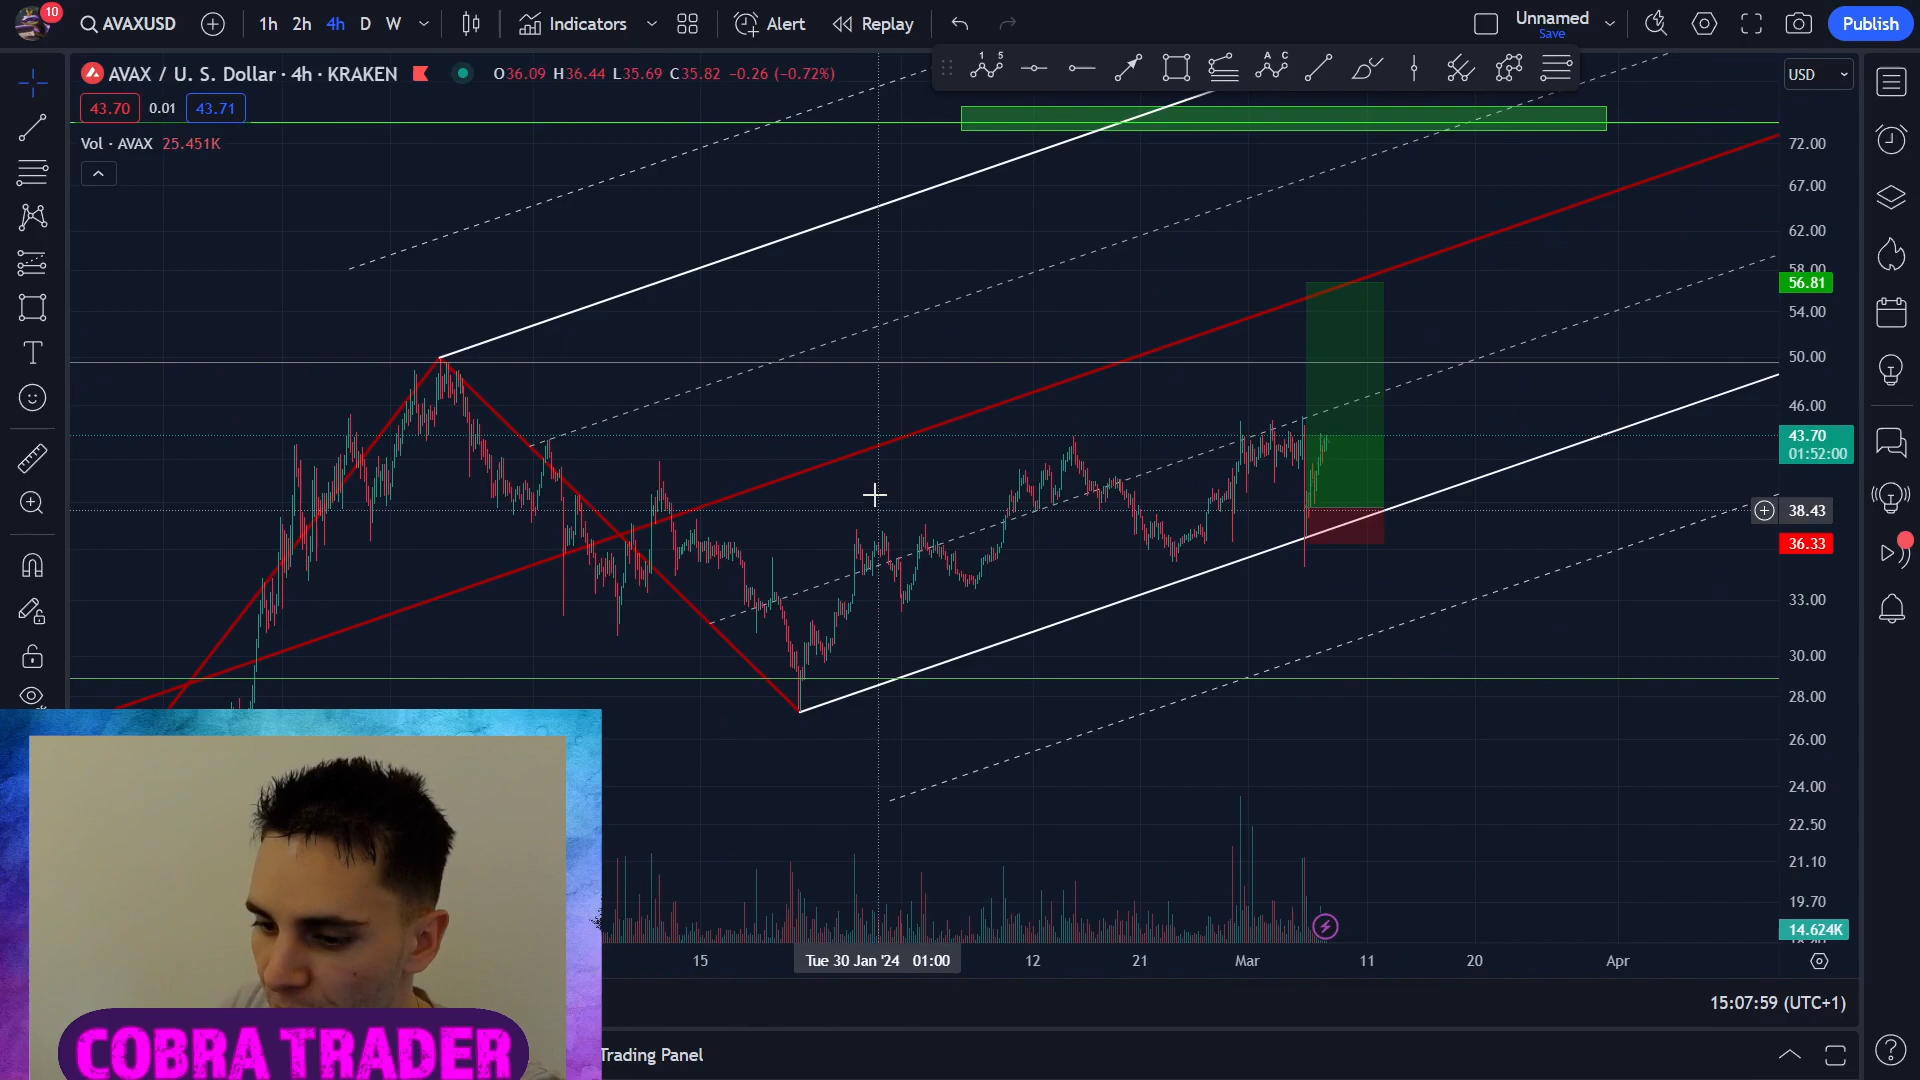 10
AVAXUSD
1h 2h 4h D W
Indicators
Alert
Replay
Unnamed
Save
Publish
AVAX / U. S. Dollar · 4h · KRAKEN
O36.09 H36.44 L35.69 C35.82 −0.26 (−0.72%)
1 5
A C
USD
43.70 0.01 43.71
Vol · AVAX 25.451K
72.00
67.00
62.00
58.00
56.81
54.00
50.00
46.00
43.70
01:52:00
38.43
36.33
33.00
30.00
28.00
26.00
24.00
22.50
21.10
19.70
14.624K
15
Tue 30 Jan '24 01:00
12
21
Mar
11
20
Apr
15:07:59 (UTC+1)
Trading Panel
COBRA TRADER